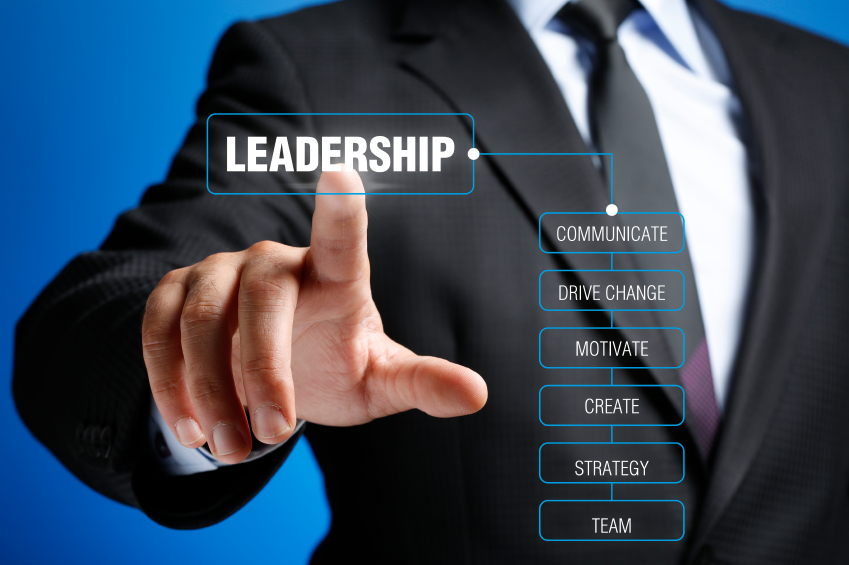 LEADERSHIP
COMMUNICATE
DRIVE CHANGE
MOTIVATE
CREATE
STRATEGY
TEAM